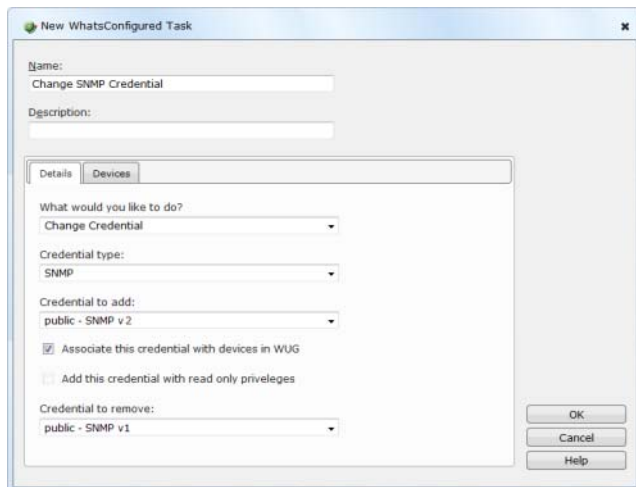 New WhatsConfigured Task
Name:
Change SNMP Credential
Description:
Details Devices
What would you like to do?
Change Credential
Credential type:
SNMP
Credential to add:
public - SNMP v2
Associate this credential with devices in WUG
Add this credential with read only priveleges
Credential to remove:
public - SNMP v1
OK
Cancel
Help